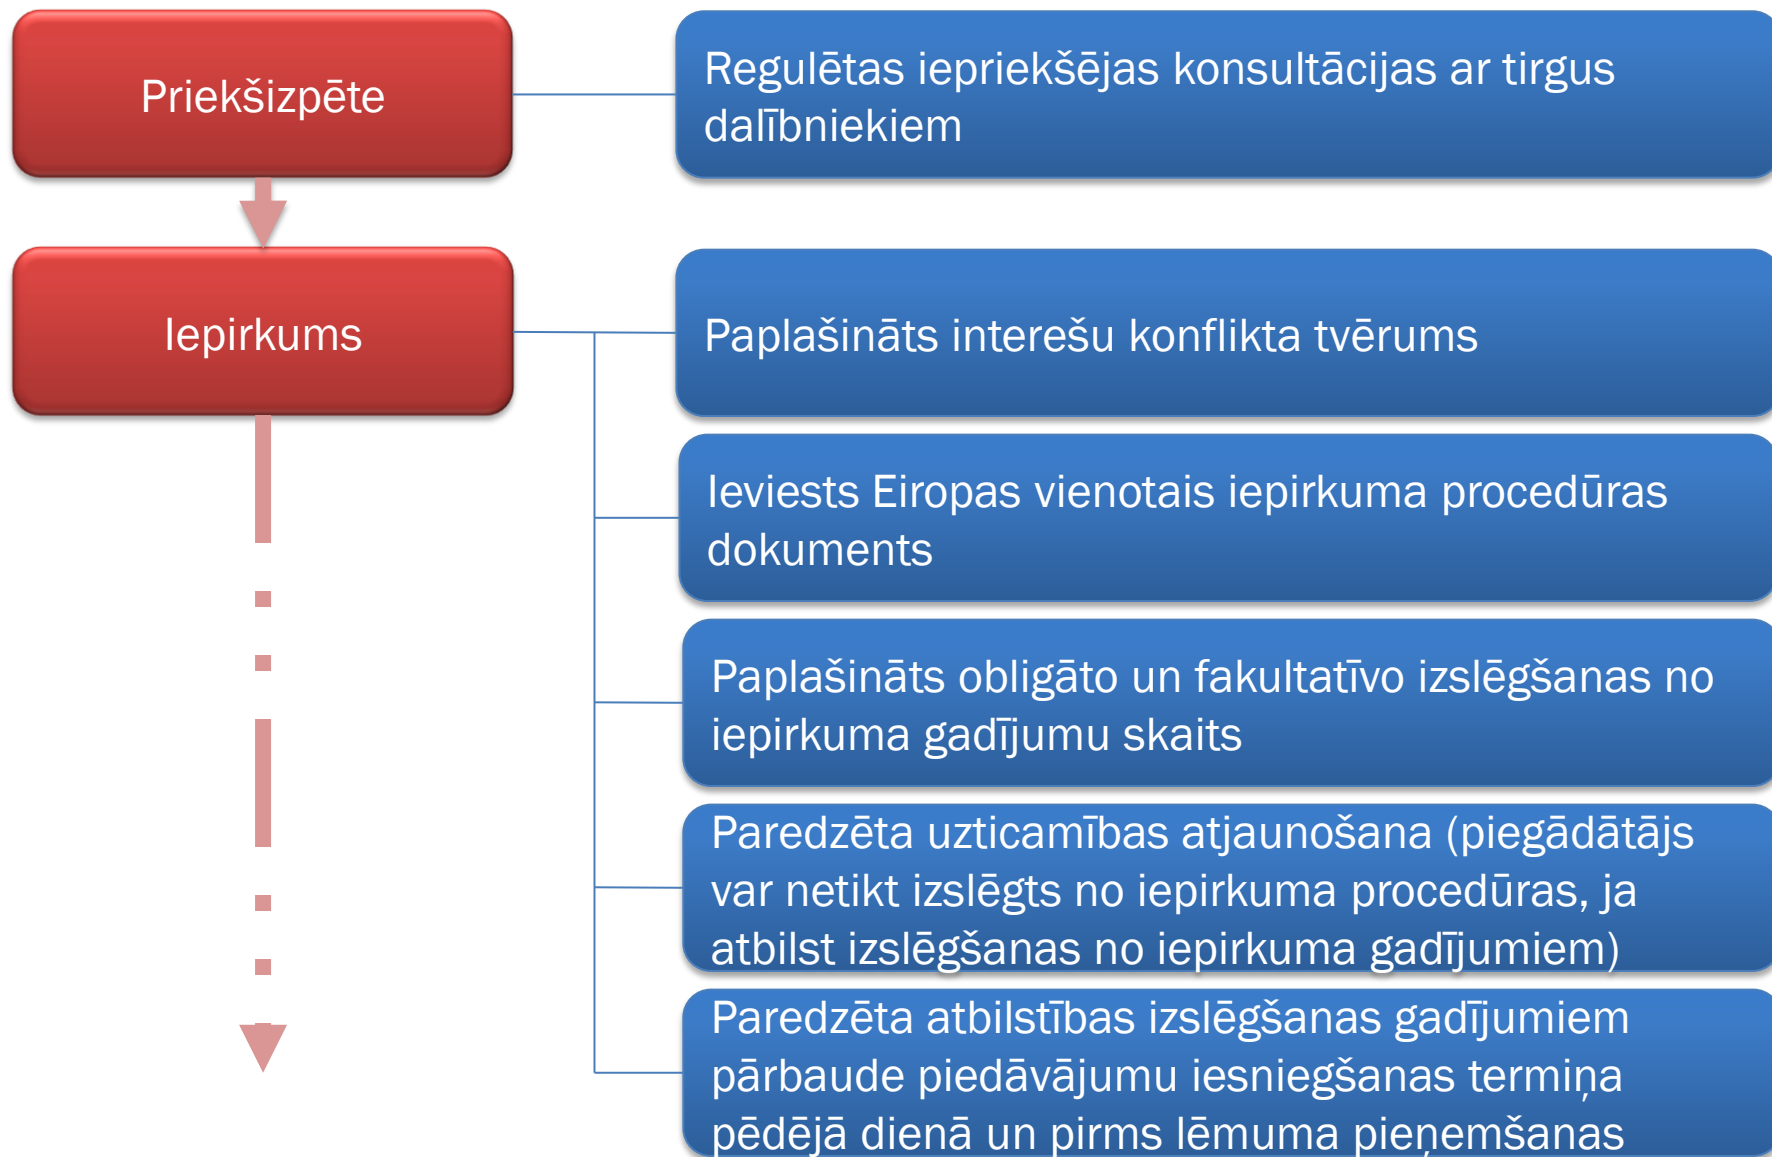 Priekšizpēte
Regulētas iepriekšējas konsultācijas ar tirgus
dalībniekiem
Iepirkums
Paplašināts interešu konflikta tvērums
Ieviests Eiropas vienotais iepirkuma procedūras
dokuments
Paplašināts obligāto un fakultatīvo izslēgšanas no
iepirkuma gadījumu skaits
Paredzēta uzticamības atjaunošana (piegādātājs
var netikt izslēgts no iepirkuma procedūras, ja
atbilst izslēgšanas no iepirkuma gadījumiem)
Paredzēta atbilstības izslēgšanas gadījumiem
pārbaude piedāvājumu iesniegšanas termiņa
pēdējā dienā un pirms lēmuma pieņemšanas